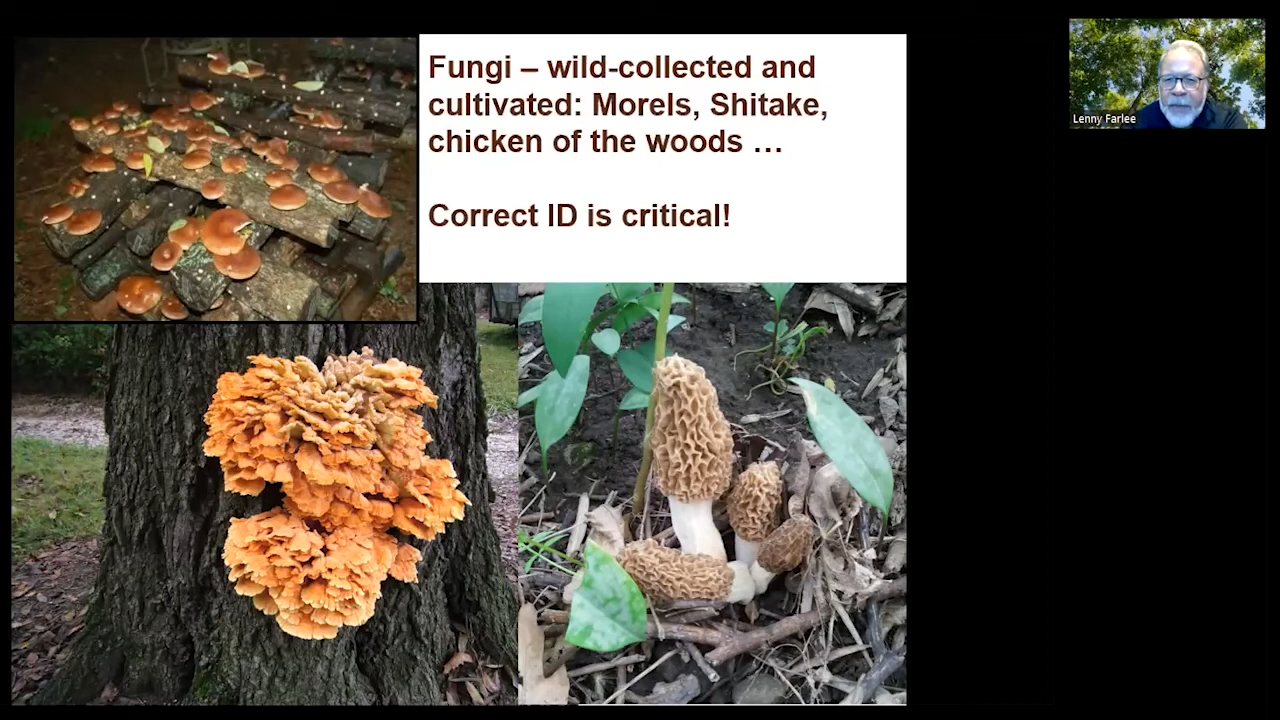 Fungi – wild-collected and
cultivated: Morels, Shitake,
chicken of the woods …
Correct ID is critical!
Lenny Farlee